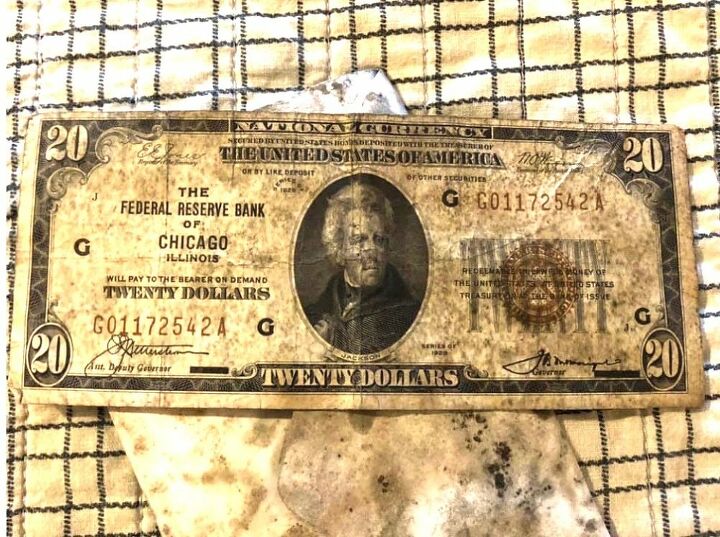 20
NATIONAL CURRENCY
20
SECURED BY UNITED STATES BONDS DEPOSITED WITH THE TREASURER OF
THE UNITED STATES OF AMERICA
OR BY LIKE DEPOSIT
OF OTHER SECURITIES
SERIES OF
1929
J
THE
FEDERAL RESERVE BANK
OF
CHICAGO
ILLINOIS
G
G
G01172542A
WILL PAY TO THE BEARER ON DEMAND
TWENTY DOLLARS
REDEEMABLE IN LAWFUL MONEY OF
THE UNITED STATES AT UNITED STATES
TREASURY OR AT THE BANK OF ISSUE
G01172542A
G
G
JACKSON
SERIES OF
1929
20
Asst. Deputy Governor
TWENTY DOLLARS
Governor
20